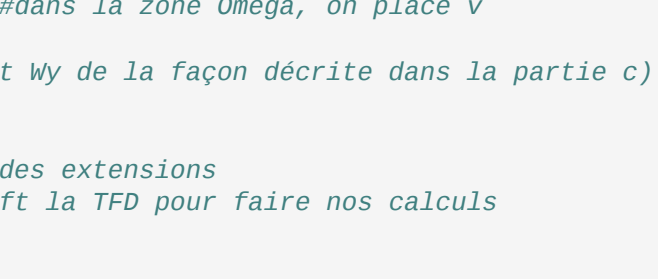 #dans la zone Omega, on place V
t Wy de la façon décrite dans la partie c)
des extensions
ft la TFD pour faire nos calculs